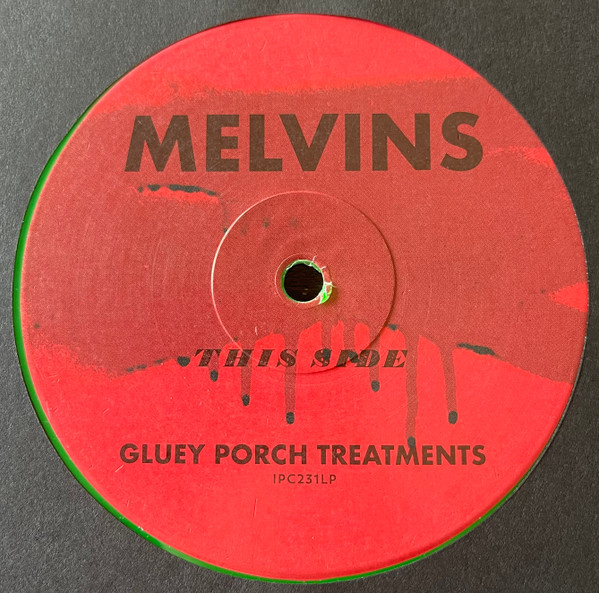 MELVINS
THIS SIDE
GLUEY PORCH TREATMENTS
IPC231LP